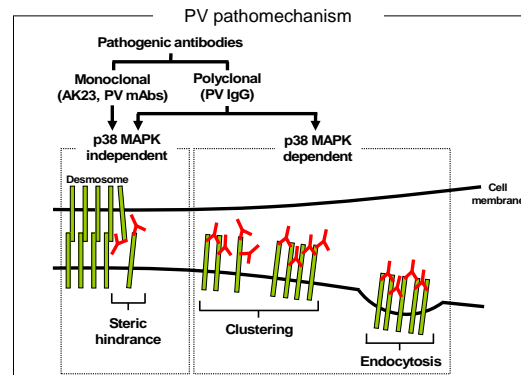 PV pathomechanism
Pathogenic antibodies
Monoclonal
(AK23, PV mAbs)
Polyclonal
(PV IgG)
p38 MAPK
independent
p38 MAPK
dependent
Desmosome
Cell
membrane
Steric
hindrance
Clustering
Endocytosis